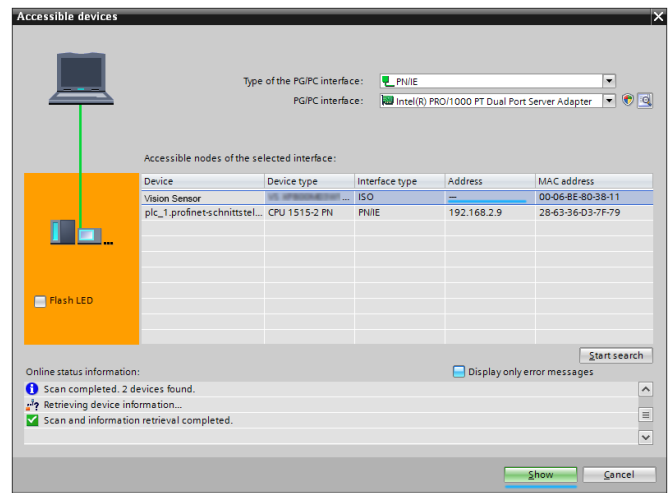 Accessible devices
Type of the PG/PC interface: PN/IE
PG/PC interface: Intel(R) PRO/1000 PT Dual Port Server Adapter
Accessible nodes of the selected interface:
Device Device type Interface type Address MAC address
Vision Sensor ... ISO — 00-06-BE-80-38-11
plc_1.profinet-schnittstel... CPU 1515-2 PN PN/IE 192.168.2.9 28-63-36-D3-7F-79
Flash LED
Start search
Online status information:
Display only error messages
Scan completed. 2 devices found.
Retrieving device information...
Scan and information retrieval completed.
Show Cancel